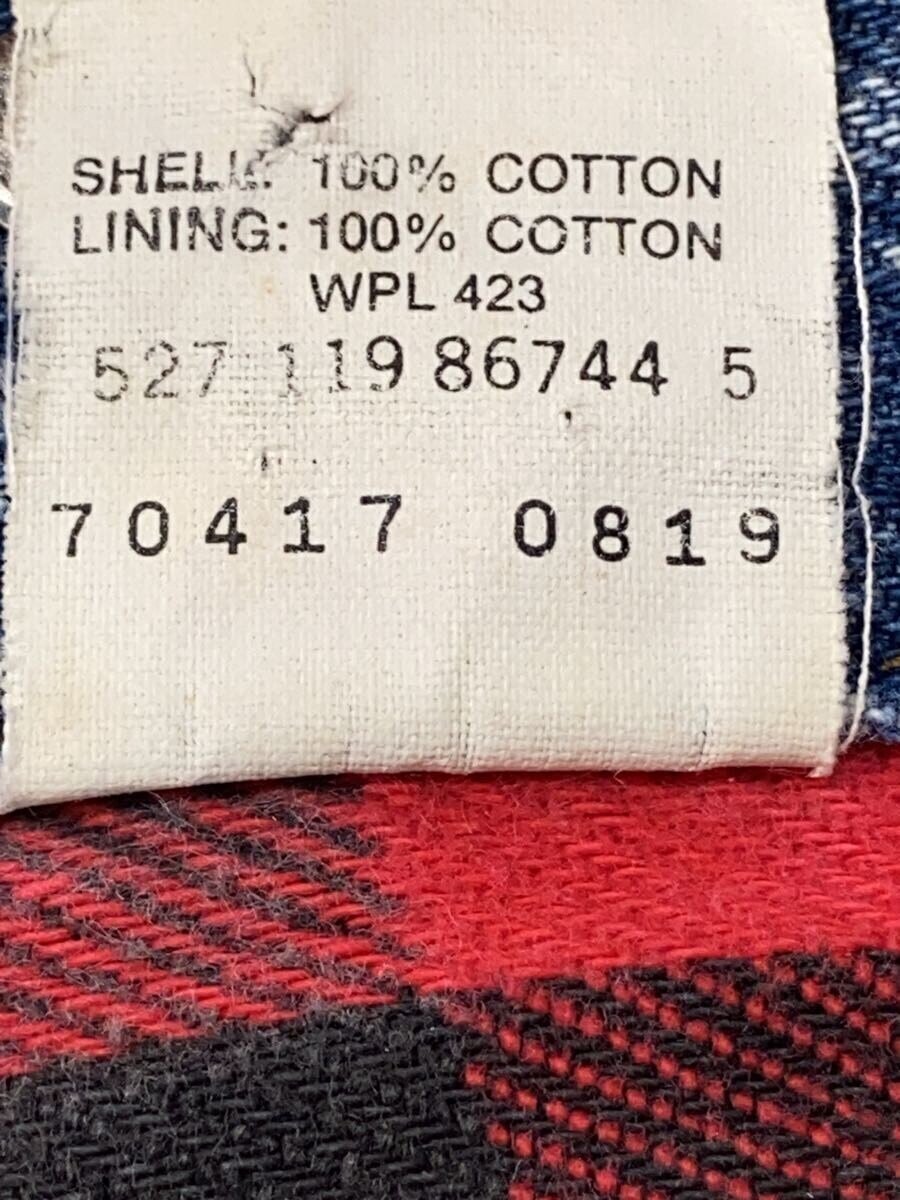 SHELL: 100% COTTON
LINING: 100% COTTON
WPL 423
527 119 86744 5
70417 0819